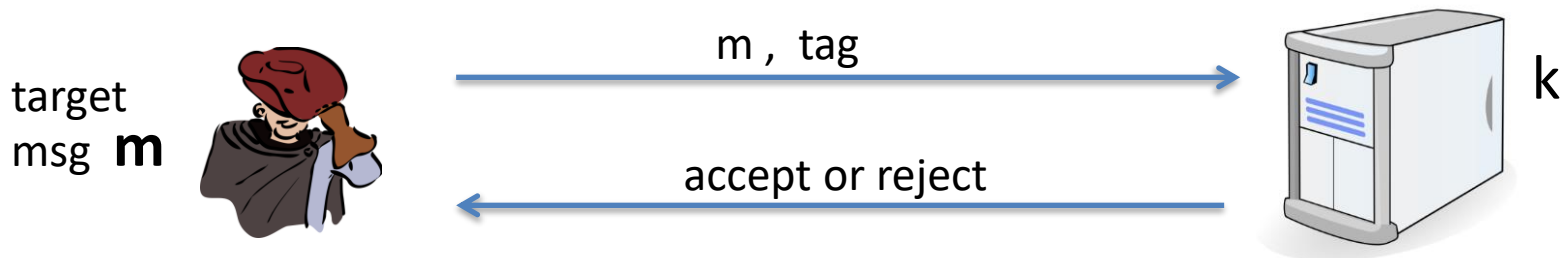 m , tag
target
msg m
k
accept or reject